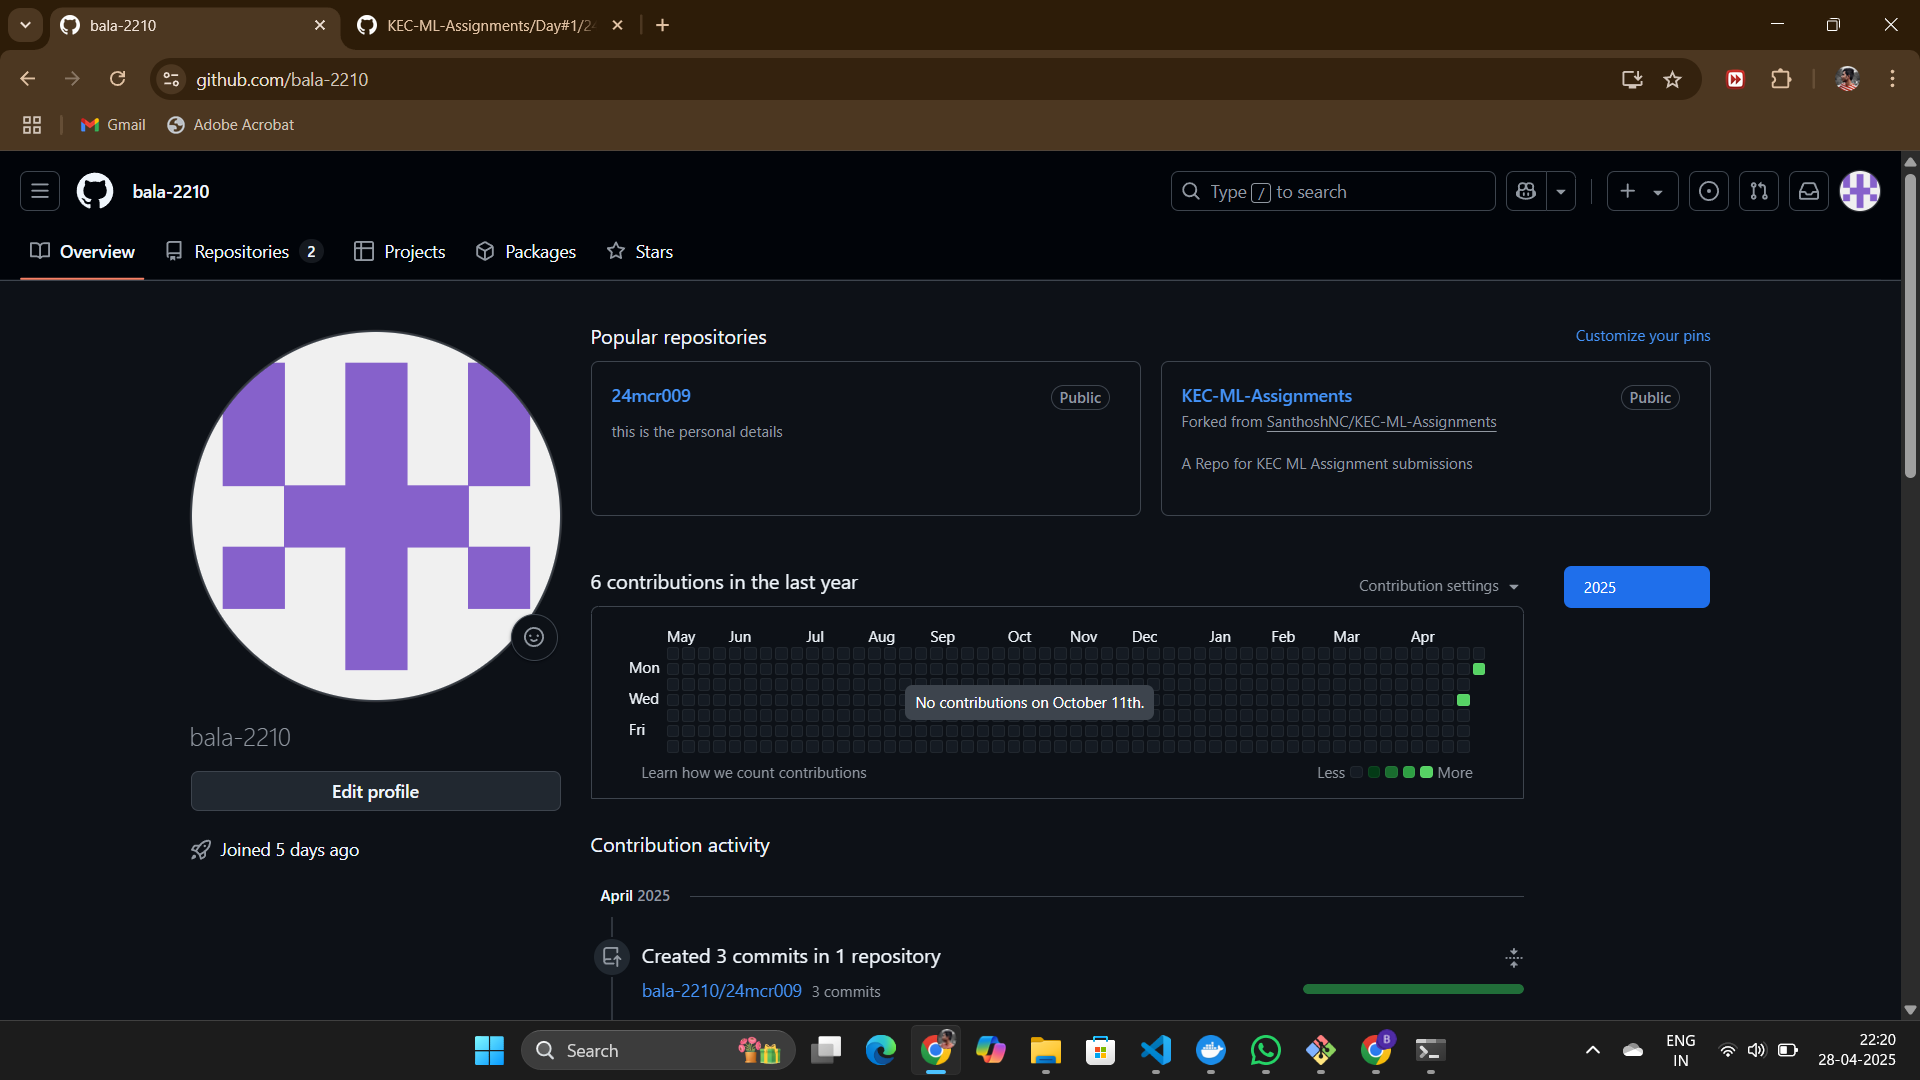 bala-2210
KEC-ML-Assignments/Day#1/24
github.com/bala-2210
Gmail
Adobe Acrobat
bala-2210
Type / to search
Overview
Repositories 2
Projects
Packages
Stars
Popular repositories
Customize your pins
24mcr009
Public
this is the personal details
KEC-ML-Assignments
Public
Forked from SanthoshNC/KEC-ML-Assignments
A Repo for KEC ML Assignment submissions
6 contributions in the last year
Contribution settings
2025
May Jun Jul Aug Sep Oct Nov Dec Jan Feb Mar Apr
Mon
Wed
Fri
No contributions on October 11th.
Learn how we count contributions
Less
More
bala-2210
Edit profile
Joined 5 days ago
Contribution activity
April 2025
Created 3 commits in 1 repository
bala-2210/24mcr009 3 commits
Search
B
ENG
IN
22:20
28-04-2025